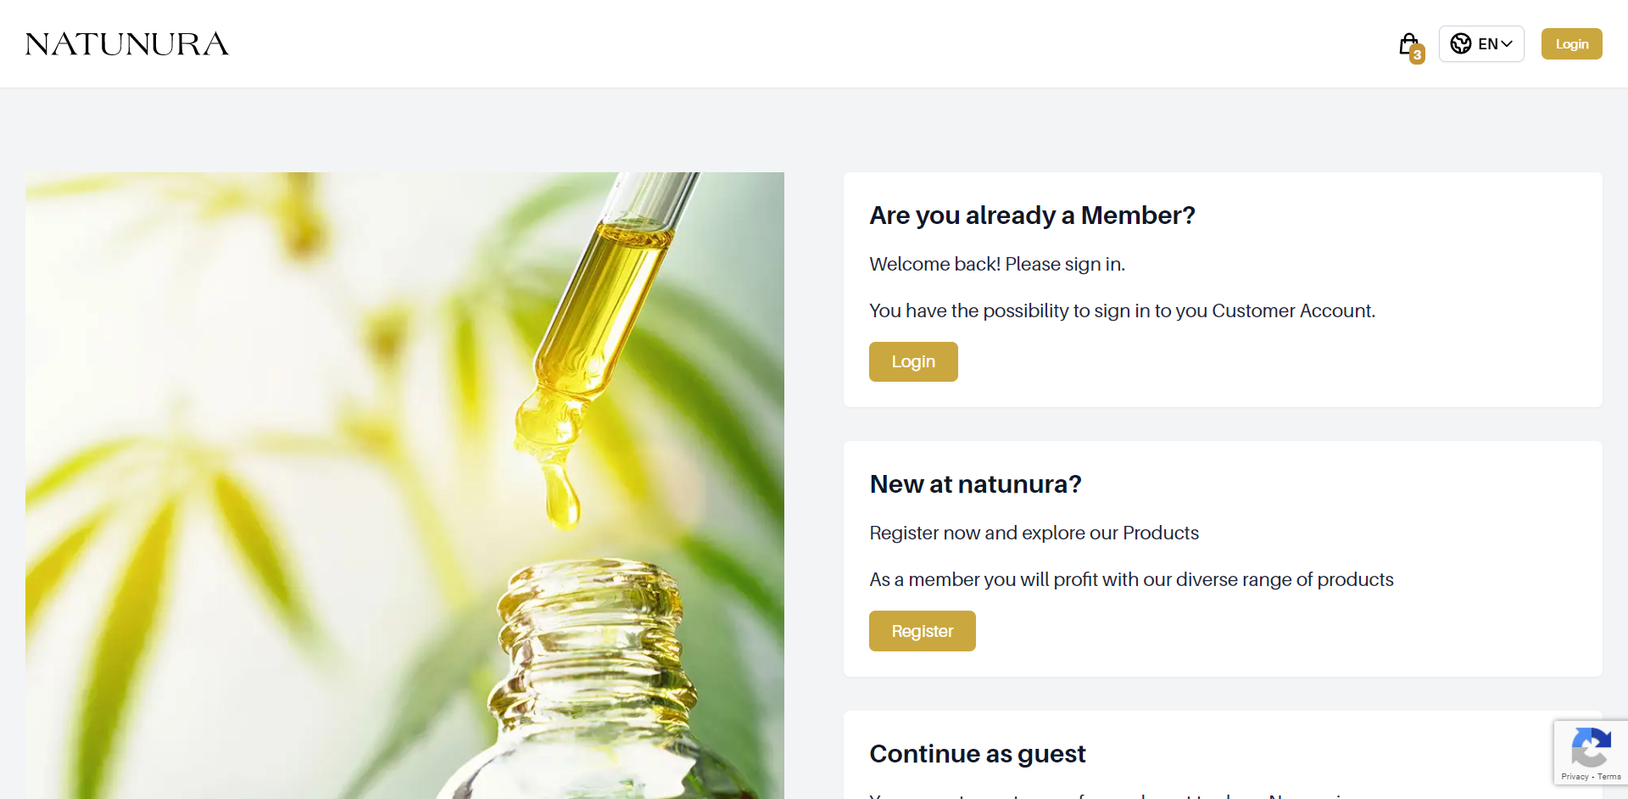 NATUNURA
3
EN
Login
Are you already a Member?
Welcome back! Please sign in.
You have the possibility to sign in to you Customer Account.
Login
New at natunura?
Register now and explore our Products
As a member you will profit with our diverse range of products
Register
Continue as guest
Privacy - Terms